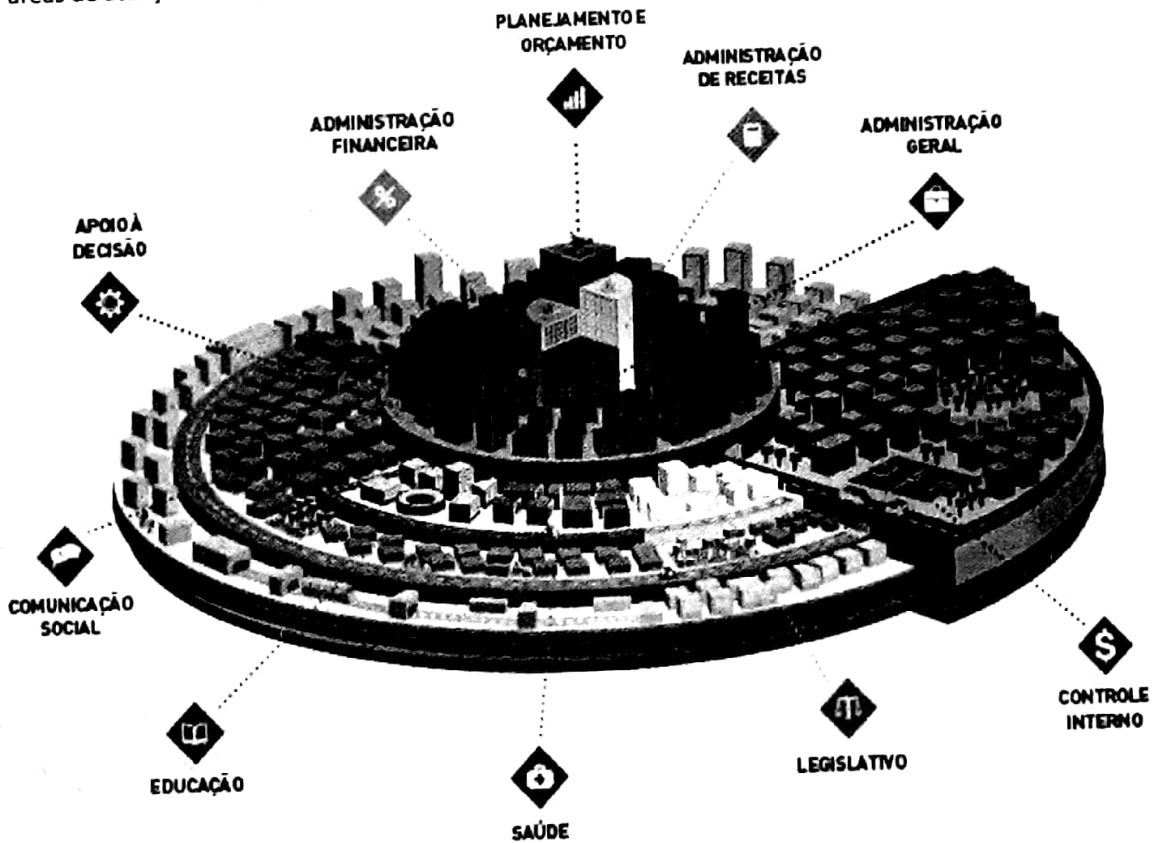 PLANEJAMENTO E
ORÇAMENTO
ADMINISTRAÇÃO
DE RECEITAS
ADMINISTRAÇÃO
FINANCEIRA
ADMINISTRAÇÃO
GERAL
APOIO À
DECISÃO
COMUNICAÇÃO
SOCIAL
CONTROLE
INTERNO
EDUCAÇÃO
LEGISLATIVO
SAÚDE